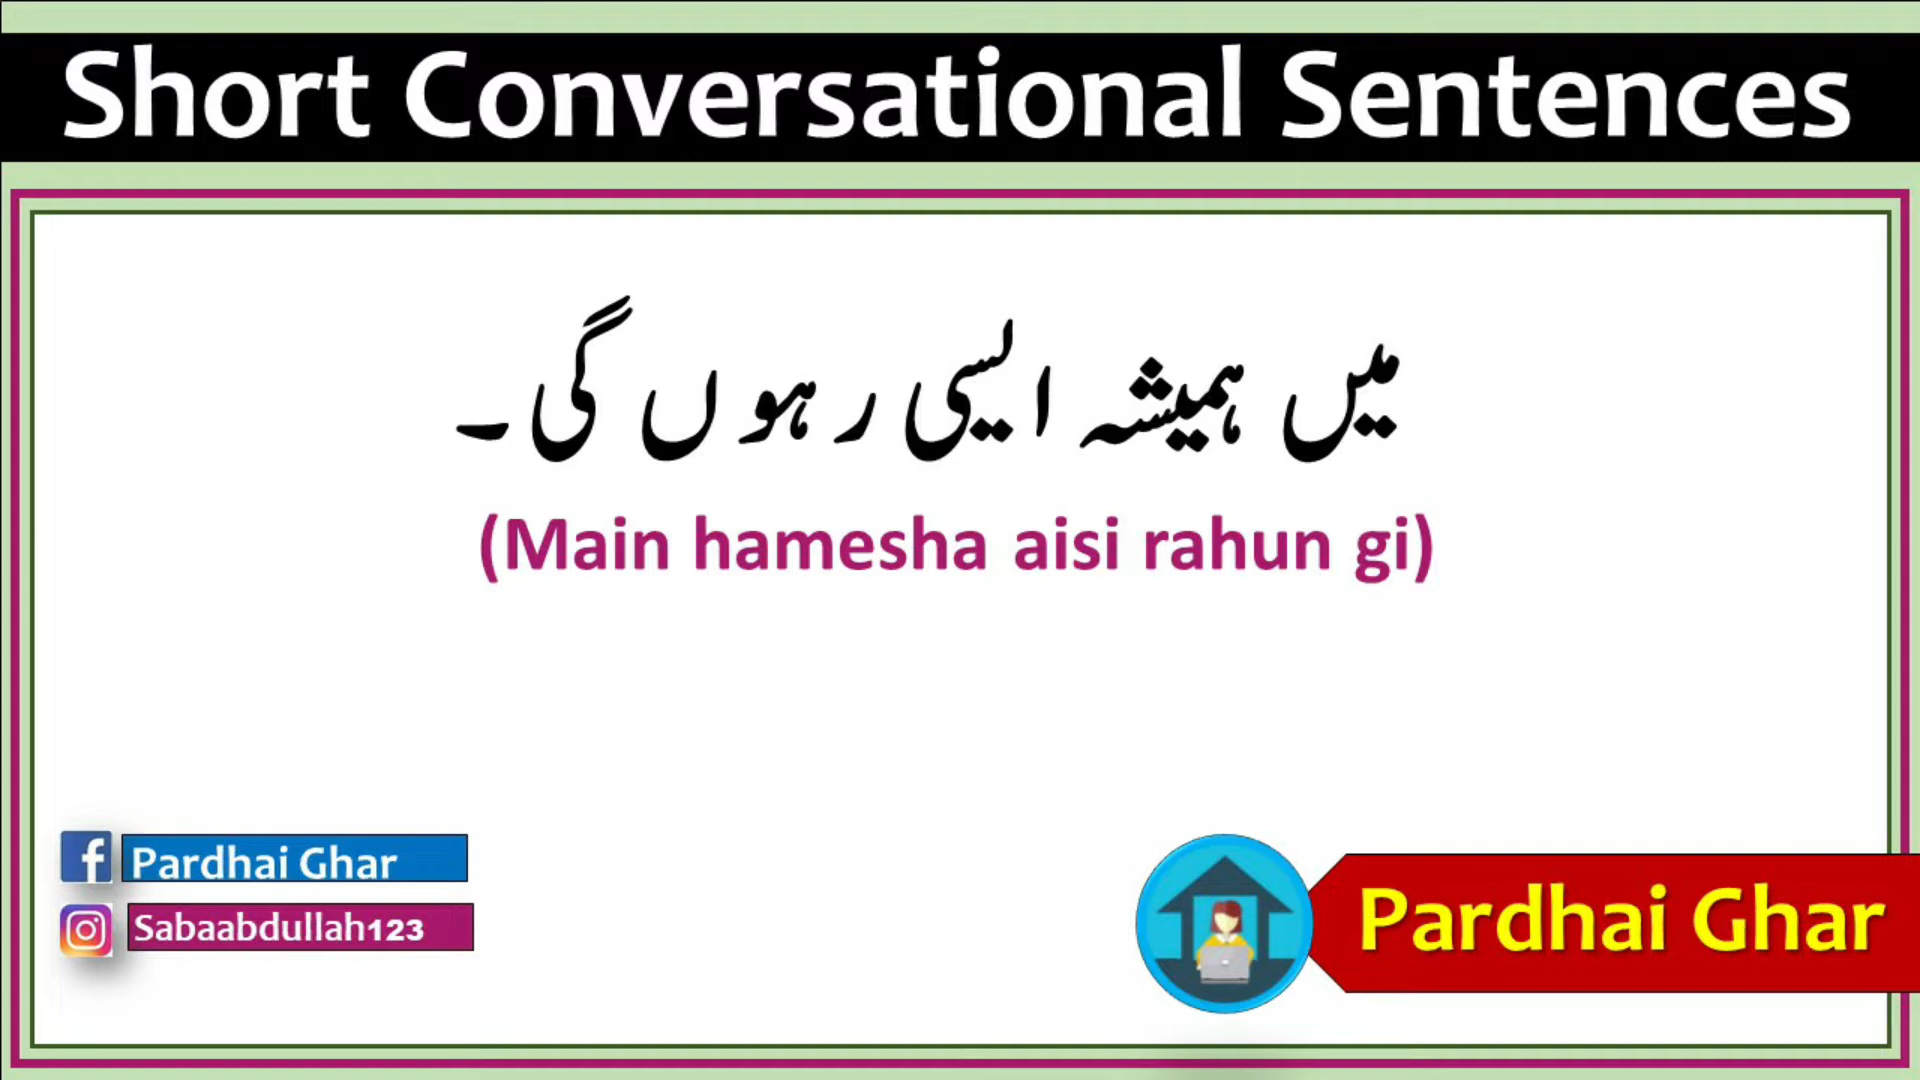 Short Conversational Sentences
میں ہمیشہ ایسی رہوں گی۔
(Main hamesha aisi rahun gi)
Pardhai Ghar
Sabaabdullah123
Pardhai Ghar